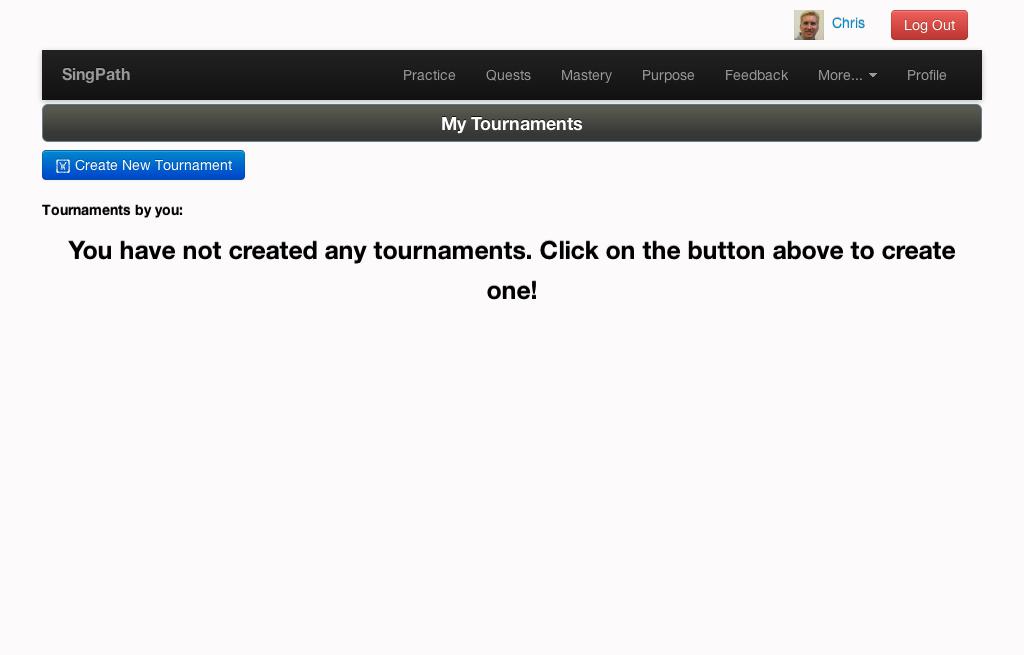 Chris
Log Out
SingPath Practice Quests Mastery Purpose Feedback More... Profile
My Tournaments
Create New Tournament
Tournaments by you:
You have not created any tournaments. Click on the button above to create
one!